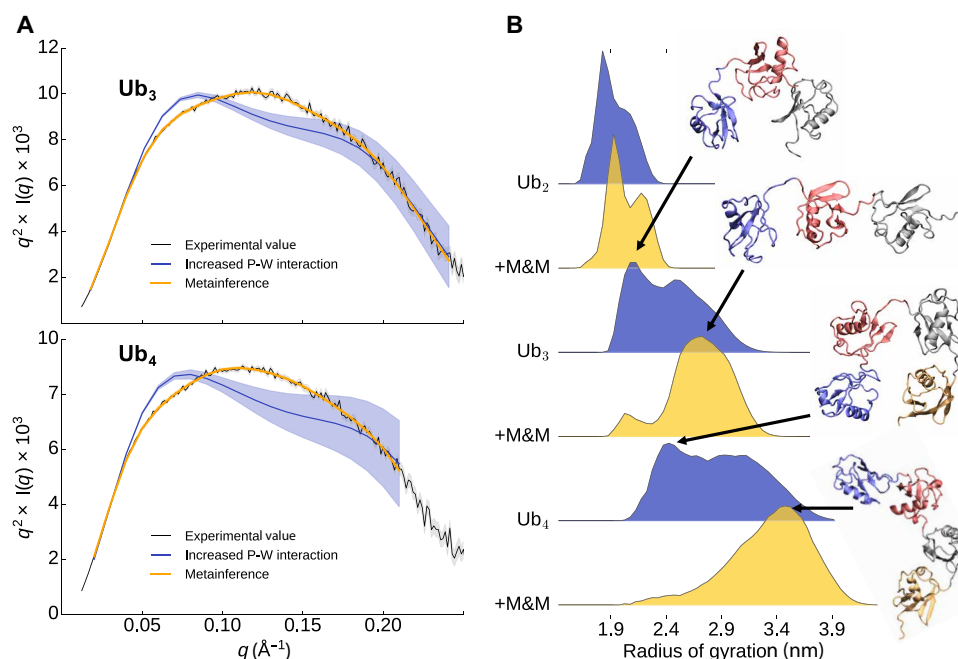 A
12
10
8
6
4
2
q² × I(q) × 10³
Ub₃
Experimental value
Increased P-W interaction
Metainference
10
8
6
4
2
0
q² × I(q) × 10³
Ub₄
Experimental value
Increased P-W interaction
Metainference
0.05
0.10
0.15
0.20
q (Å⁻¹)
B
Ub₂
+M&M
Ub₃
+M&M
Ub₄
+M&M
1.9
2.4
2.9
3.4
3.9
Radius of gyration (nm)